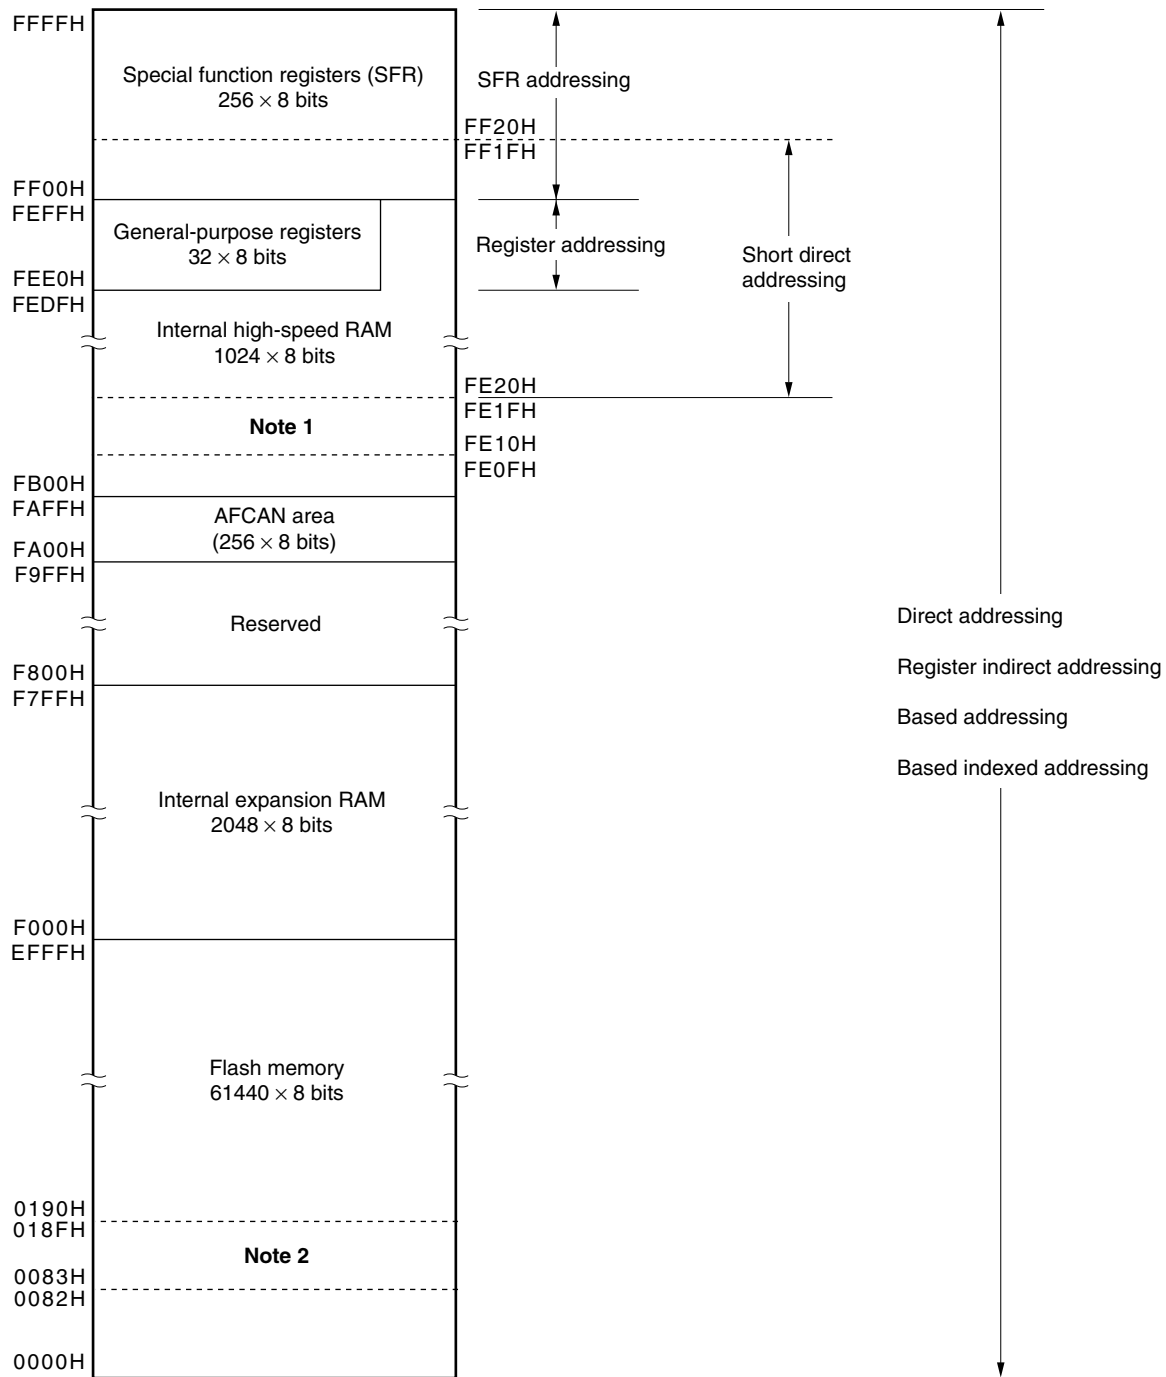 FFFFH
Special function registers (SFR)
256 × 8 bits
SFR addressing
FF20H
FF1FH
FF00H
FEFFH
General-purpose registers
32 × 8 bits
Register addressing
Short direct
addressing
FEE0H
FEDFH
Internal high-speed RAM
1024 × 8 bits
FE20H
FE1FH
Note 1
FE10H
FE0FH
FB00H
FAFFH
AFCAN area
(256 × 8 bits)
FA00H
F9FFH
Reserved
Direct addressing
Register indirect addressing
Based addressing
Based indexed addressing
F800H
F7FFH
Internal expansion RAM
2048 × 8 bits
F000H
EFFFH
Flash memory
61440 × 8 bits
0190H
018FH
Note 2
0083H
0082H
0000H